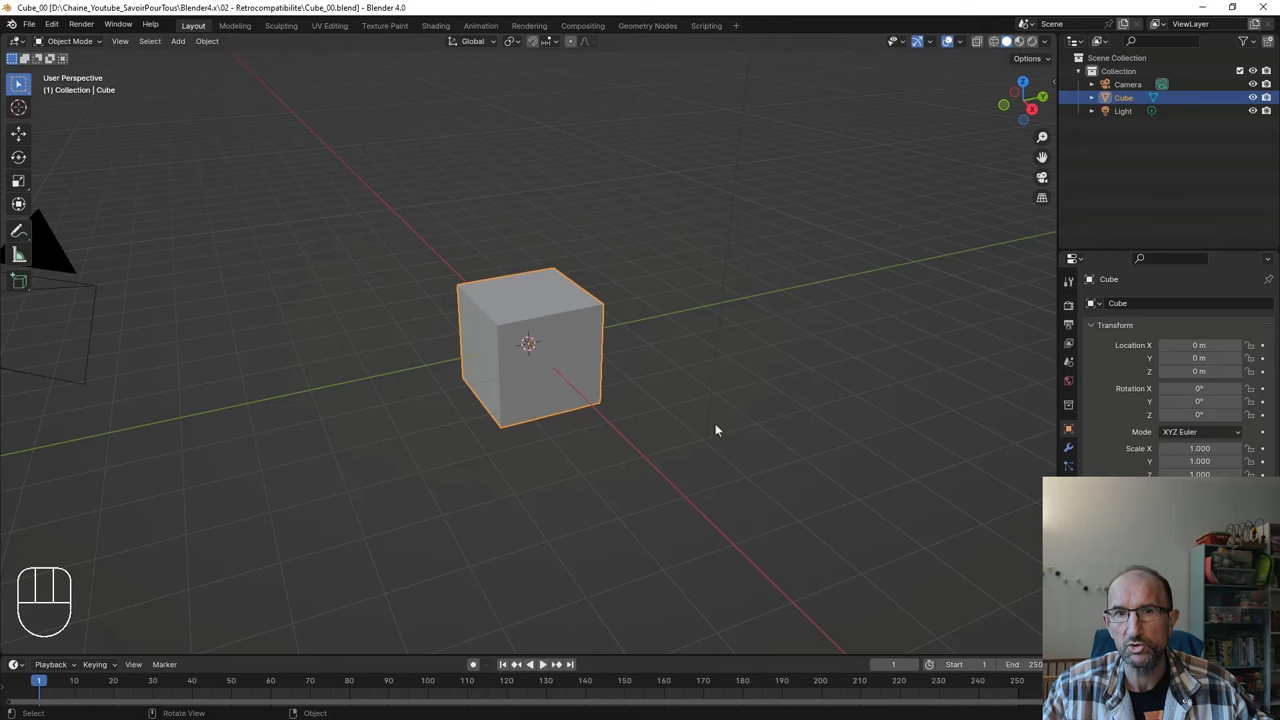 Cube_00 [D:\Chaine_Youtube_SavoirPourTous\Blender4.x\02 - Retrocompatibilite\Cube_00.blend] - Blender 4.0
File Edit Render Window Help Layout Modeling Sculpting UV Editing Texture Paint Shading Animation Rendering Compositing Geometry Nodes Scripting Scene ViewLayer
Object Mode View Select Add Object Global
Options
User Perspective
(1) Collection | Cube
Z
Y
X
Scene Collection
Collection
Camera
Cube
Light
Cube
Cube
Transform
Location X 0 m
Y 0 m
Z 0 m
Rotation X 0°
Y 0°
Z 0°
Mode XYZ Euler
Scale X 1.000
Y 1.000
Z 1.000
Playback Keying View Marker 1 Start 1 End 250
1 10 20 30 40 50 60 70 80 90 100 110 120 130 140 150 160 170 180 190 200 210 220 230 240 250
Select Rotate View Object